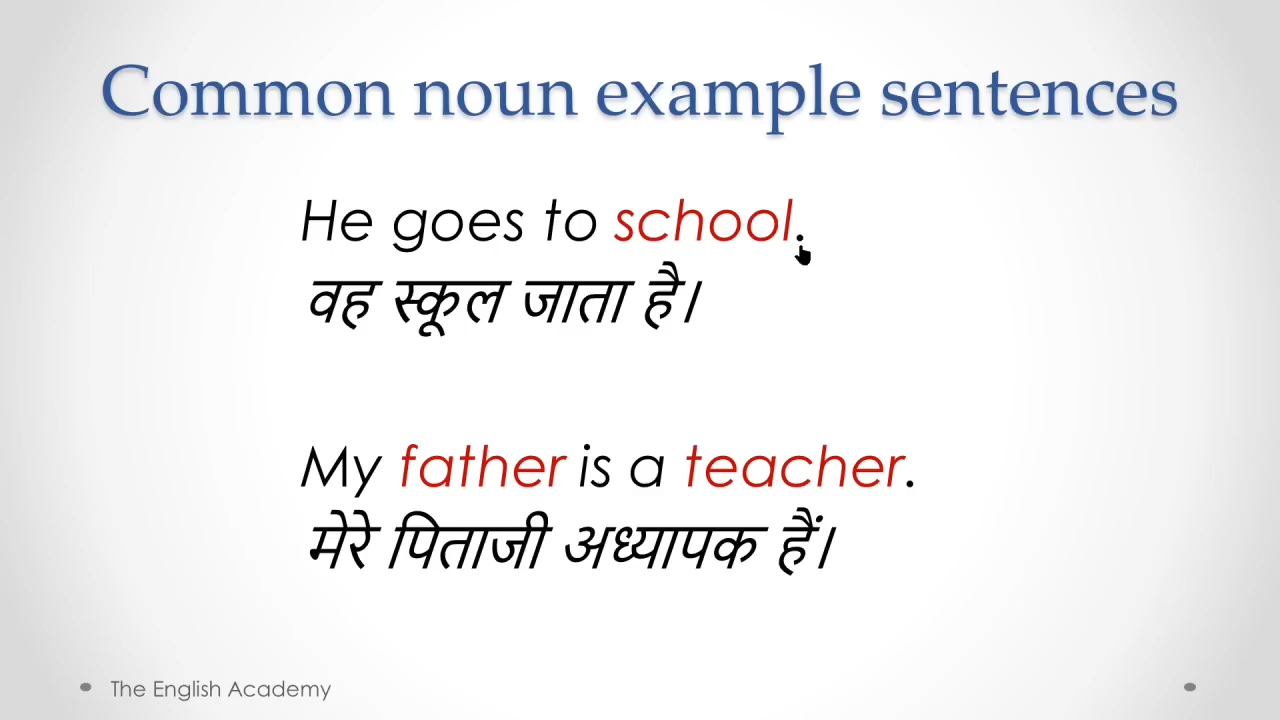 Common noun example sentences
He goes to school.
वह स्कूल जाता है।
My father is a teacher.
मेरे पिताजी अध्यापक हैं।
The English Academy